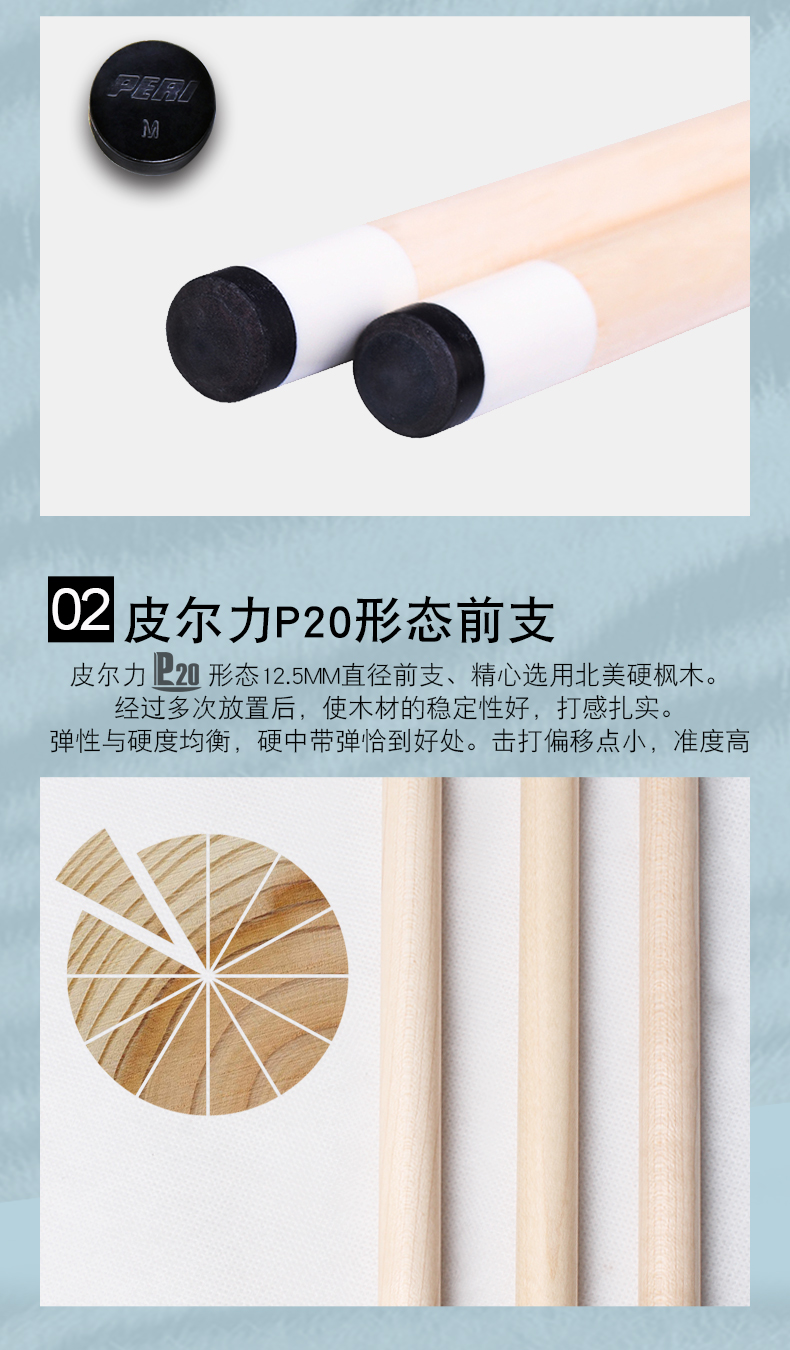 PERI
M
02 皮尔力P20形态前支
皮尔力 P20 形态12.5MM直径前支、精心选用北美硬枫木。
经过多次放置后，使木材的稳定性好，打感扎实。
弹性与硬度均衡，硬中带弹恰到好处。击打偏移点小，准度高